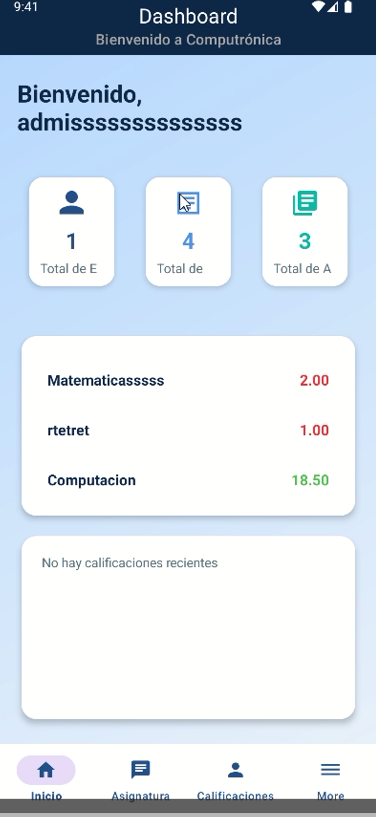 9:41
Dashboard
Bienvenido a Computrónica
Bienvenido,
admisssssssssssssss
1
4
3
Total de E
Total de
Total de A
Matematicasssss
2.00
rtetret
1.00
Computacion
18.50
No hay calificaciones recientes
Inicio
Asignatura
Calificaciones
More